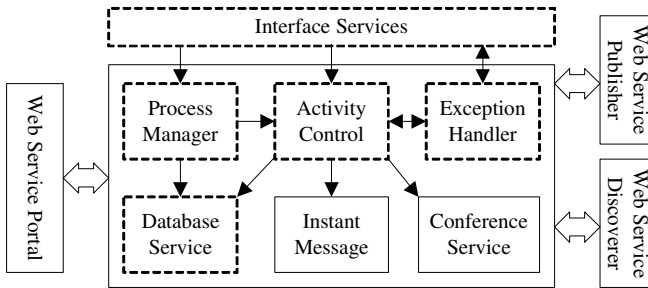 Interface Services
Web Service
Publisher
Process
Manager
Activity
Control
Exception
Handler
Web Service Portal
Database
Service
Instant
Message
Conference
Service
Web Service
Discoverer